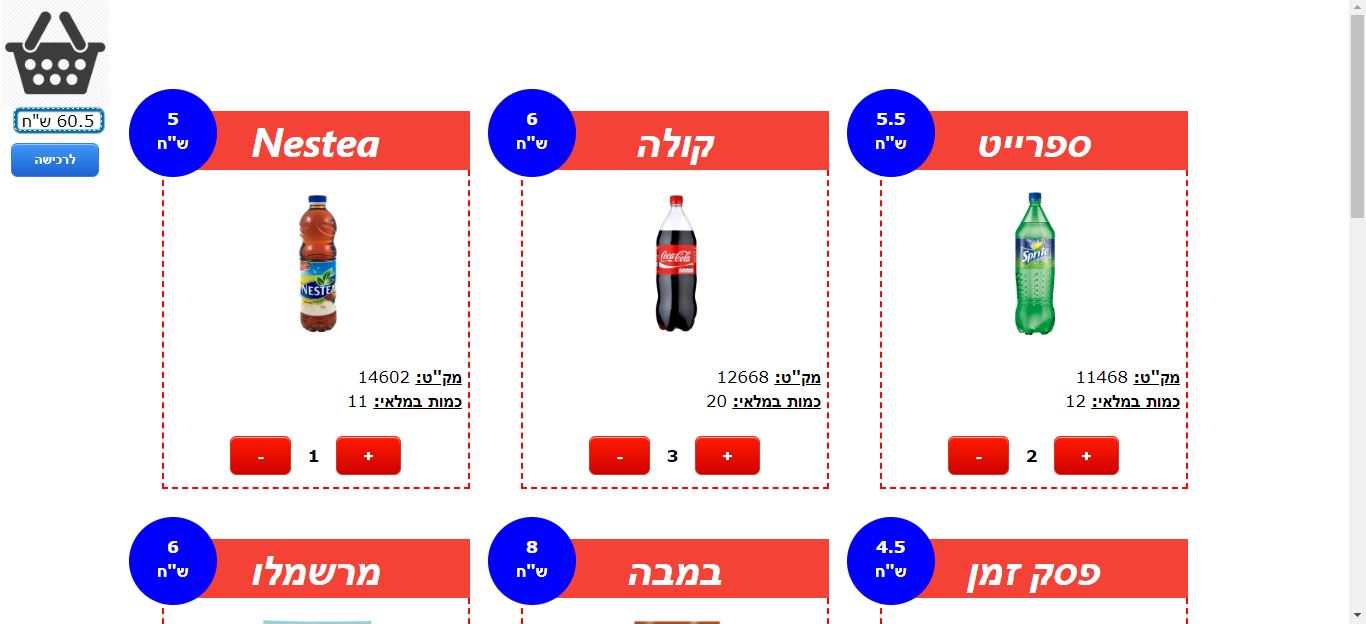 60.5 ש"ח
לרכישה
5.5
ש"ח
ספרייט
Sprite
מק"ט: 11468
כמות במלאי: 12
- 2 +
6
ש"ח
קולה
Coca-Cola
מק"ט: 12668
כמות במלאי: 20
- 3 +
5
ש"ח
Nestea
NESTEA
מק"ט: 14602
כמות במלאי: 11
- 1 +
4.5
ש"ח
פסק זמן
8
ש"ח
במבה
6
ש"ח
מרשמלו